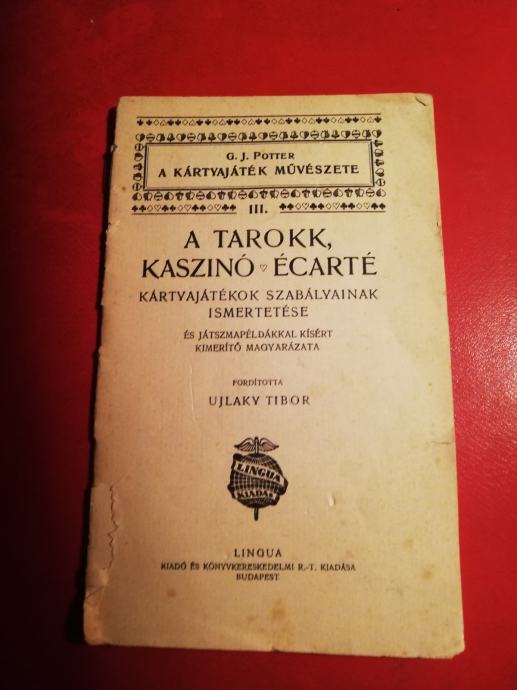 G. J. POTTER
A KÁRTYAJÁTÉK MŰVÉSZETE
III.
A TAROKK,
KASZINÓ ♡ ÉCARTÉ
KÁRTYAJÁTÉKOK SZABÁLYAINAK
ISMERTETÉSE
ÉS JÁTSZMAPÉLDÁKKAL KÍSÉRT
KIMERÍTŐ MAGYARÁZATA
FORDÍTOTTA
UJLAKY TIBOR
LINGUA
KIADÁS
LINGUA
KIADÓ ÉS KÖNYVKERESKEDELMI R.-T. KIADÁSA
BUDAPEST